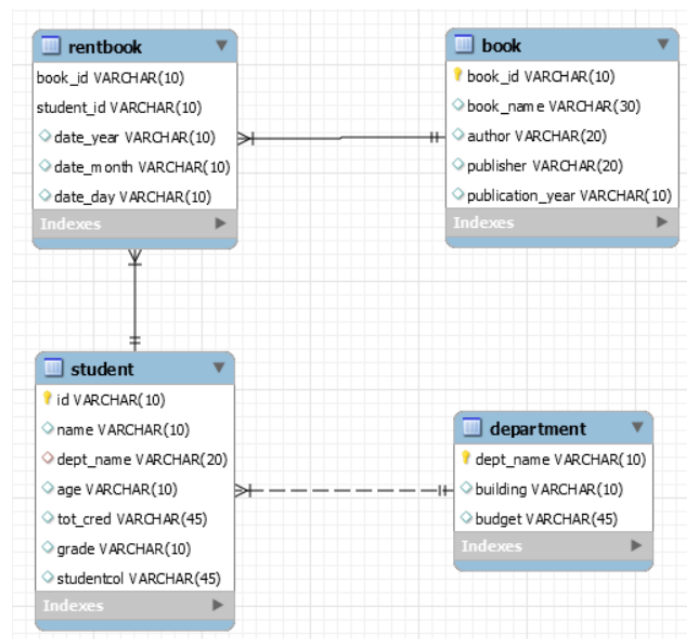 rentbook
book_id VARCHAR(10)
student_id VARCHAR(10)
date_year VARCHAR(10)
date_month VARCHAR(10)
date_day VARCHAR(10)
Indexes
book
book_id VARCHAR(10)
book_name VARCHAR(30)
author VARCHAR(20)
publisher VARCHAR(20)
publication_year VARCHAR(10)
Indexes
student
id VARCHAR(10)
name VARCHAR(10)
dept_name VARCHAR(20)
age VARCHAR(10)
tot_cred VARCHAR(45)
grade VARCHAR(10)
studentcol VARCHAR(45)
Indexes
department
dept_name VARCHAR(10)
building VARCHAR(10)
budget VARCHAR(45)
Indexes